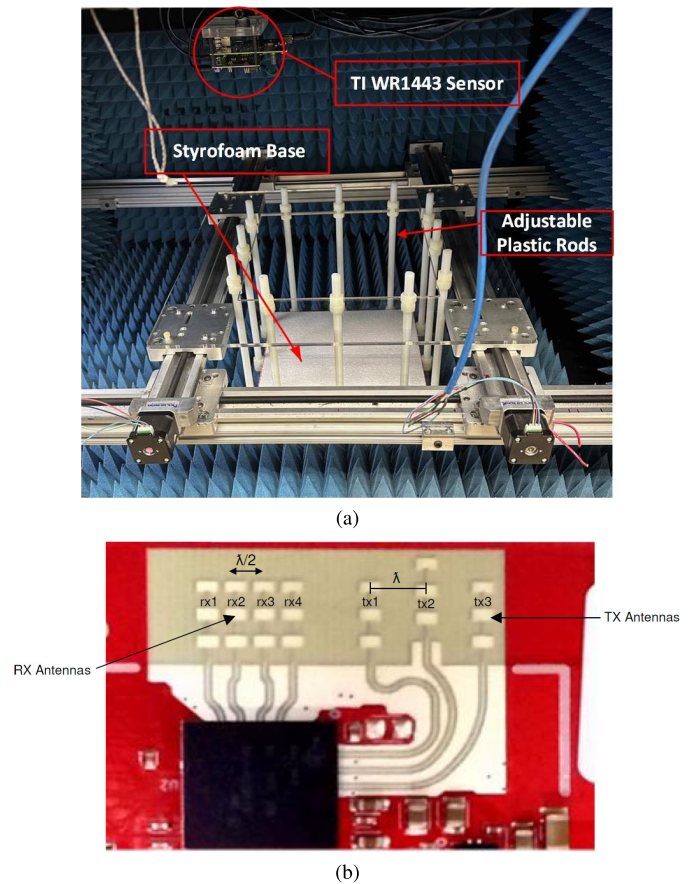 TI WR1443 Sensor
Styrofoam Base
Adjustable
Plastic Rods
(a)
ƛ/2
ƛ
rx1 rx2 rx3 rx4 tx1 tx2 tx3
TX Antennas
RX Antennas
U2
(b)